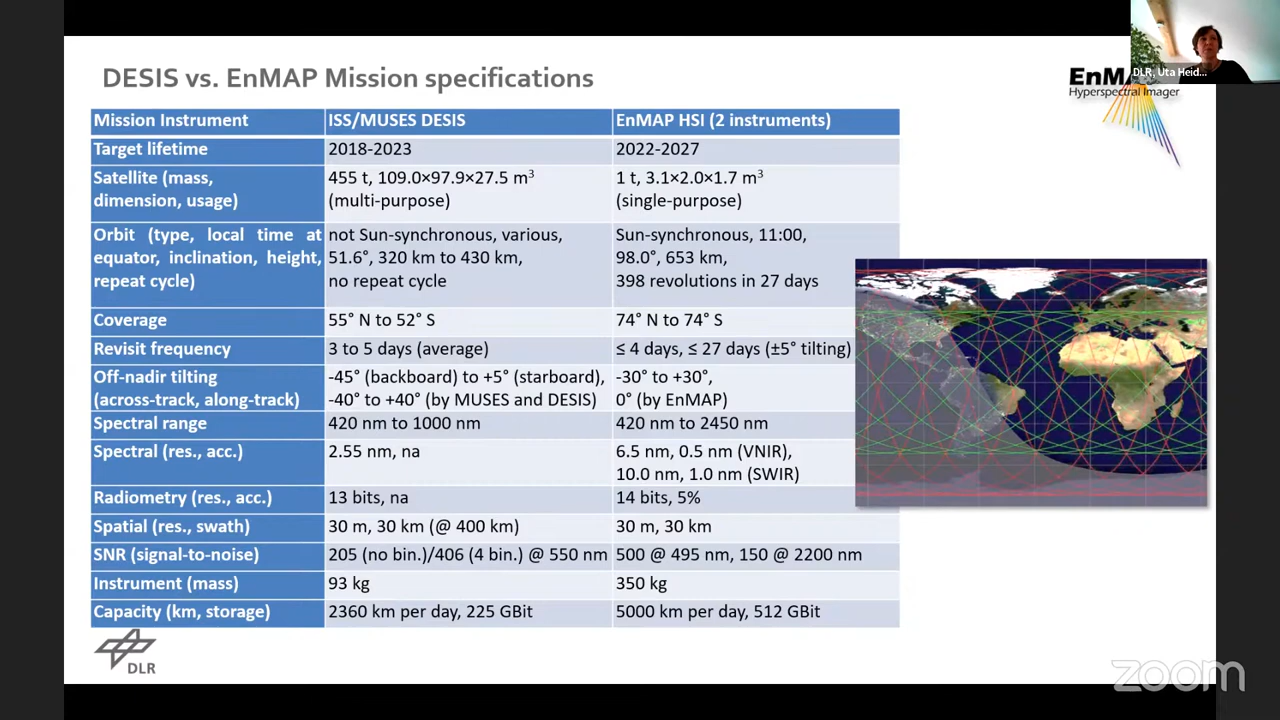 DESIS vs. EnMAP Mission specifications
DLR, Uta Heid...
Hyperspectral Imager
Mission Instrument ISS/MUSES DESIS EnMAP HSI (2 instruments)
Target lifetime 2018-2023 2022-2027
Satellite (mass, 455 t, 109.0×97.9×27.5 m³ 1 t, 3.1×2.0×1.7 m³
dimension, usage) (multi-purpose) (single-purpose)
Orbit (type, local time at not Sun-synchronous, various, Sun-synchronous, 11:00,
equator, inclination, height, 51.6°, 320 km to 430 km, 98.0°, 653 km,
repeat cycle) no repeat cycle 398 revolutions in 27 days
Coverage 55° N to 52° S 74° N to 74° S
Revisit frequency 3 to 5 days (average) ≤ 4 days, ≤ 27 days (±5° tilting)
Off-nadir tilting -45° (backboard) to +5° (starboard), -30° to +30°,
(across-track, along-track) -40° to +40° (by MUSES and DESIS) 0° (by EnMAP)
Spectral range 420 nm to 1000 nm 420 nm to 2450 nm
Spectral (res., acc.) 2.55 nm, na 6.5 nm, 0.5 nm (VNIR),
10.0 nm, 1.0 nm (SWIR)
Radiometry (res., acc.) 13 bits, na 14 bits, 5%
Spatial (res., swath) 30 m, 30 km (@ 400 km) 30 m, 30 km
SNR (signal-to-noise) 205 (no bin.)/406 (4 bin.) @ 550 nm 500 @ 495 nm, 150 @ 2200 nm
Instrument (mass) 93 kg 350 kg
Capacity (km, storage) 2360 km per day, 225 GBit 5000 km per day, 512 GBit
DLR
zoom